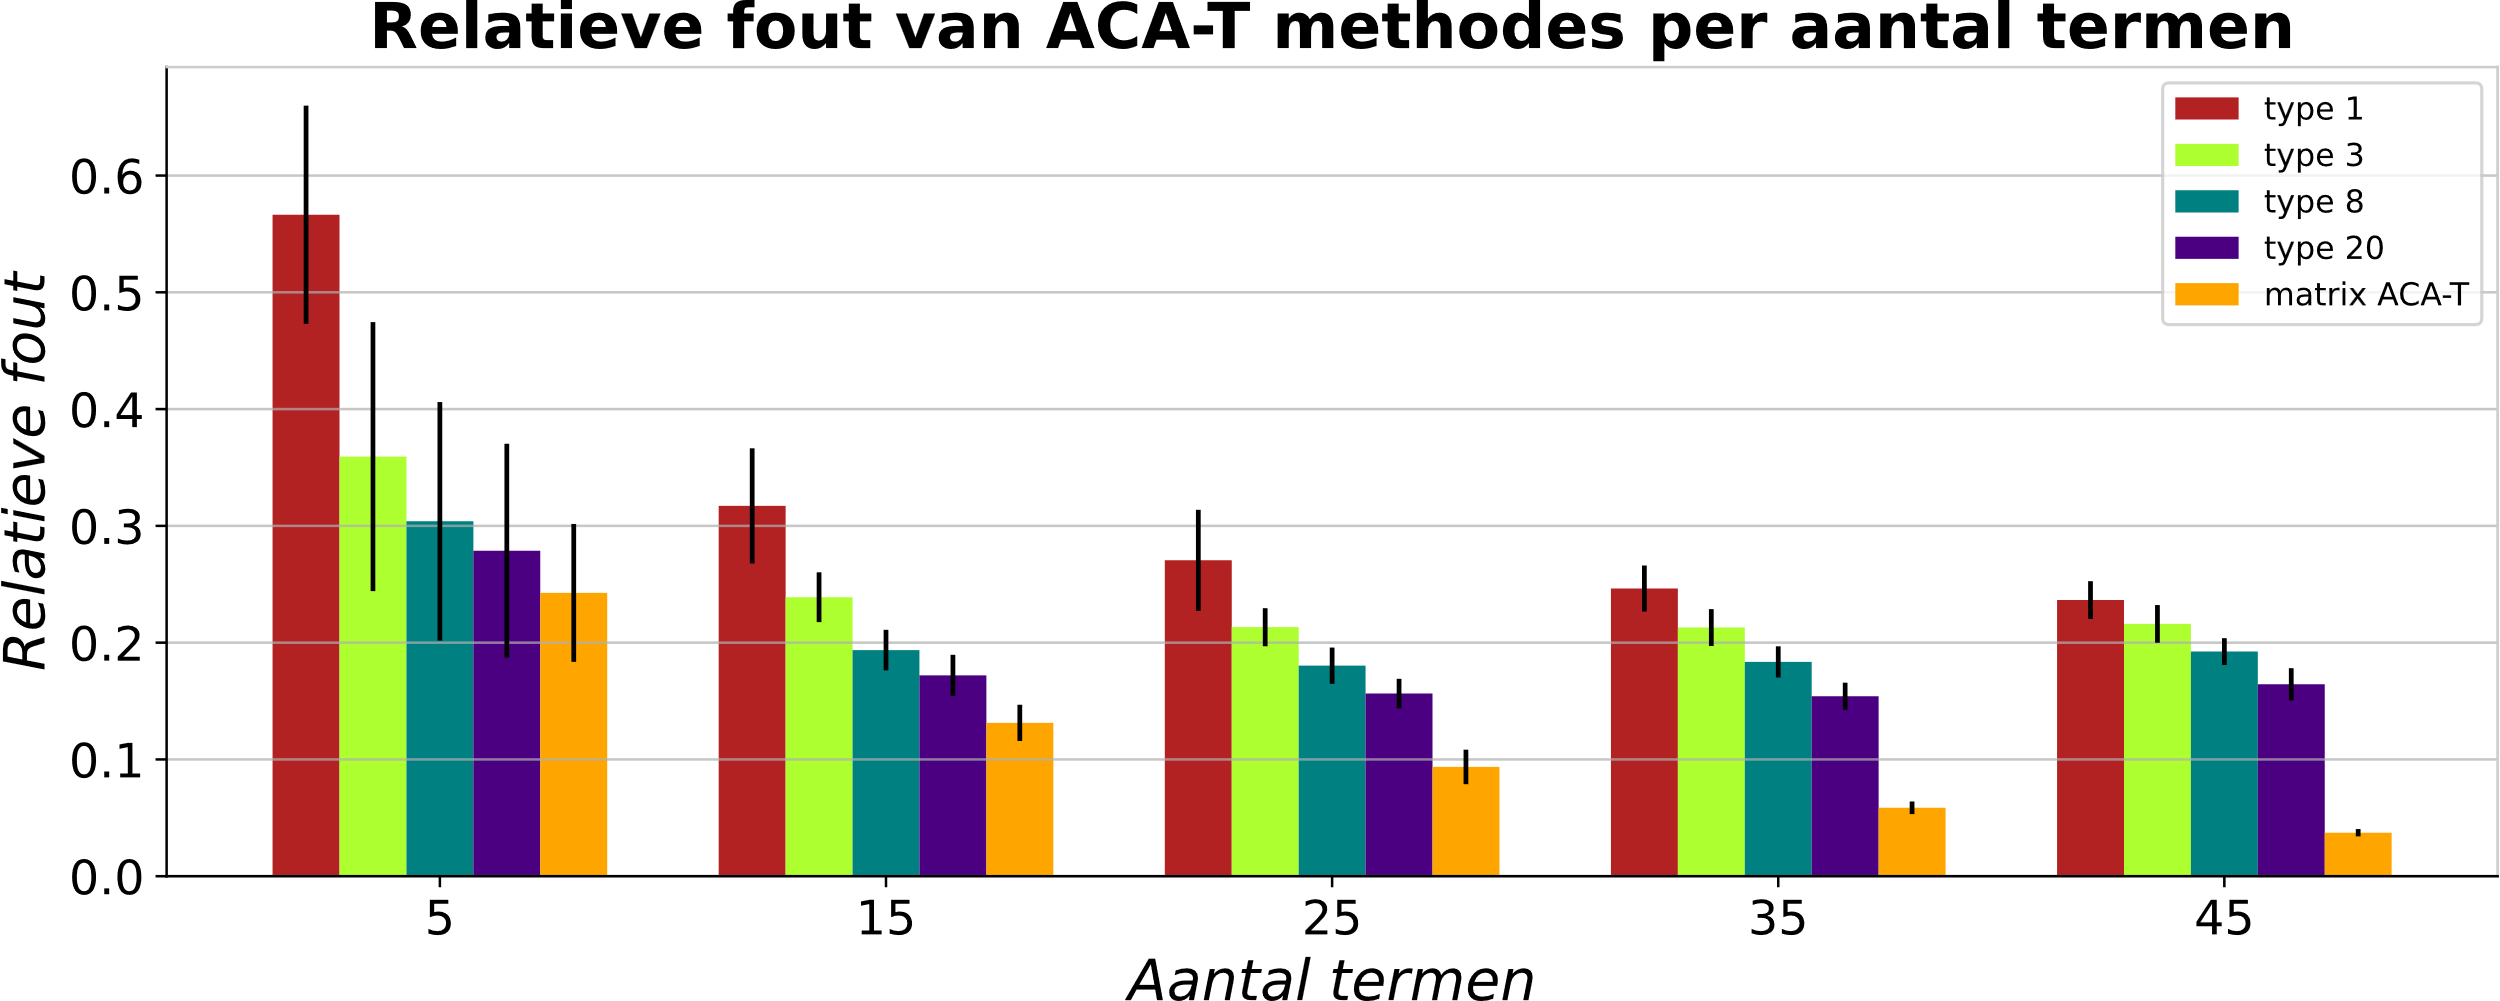 Relatieve fout van ACA-T methodes per aantal termen
type 1
type 3
type 8
type 20
matrix ACA-T
Relatieve fout
0.6
0.5
0.4
0.3
0.2
0.1
0.0
5 15 25 35 45
Aantal termen